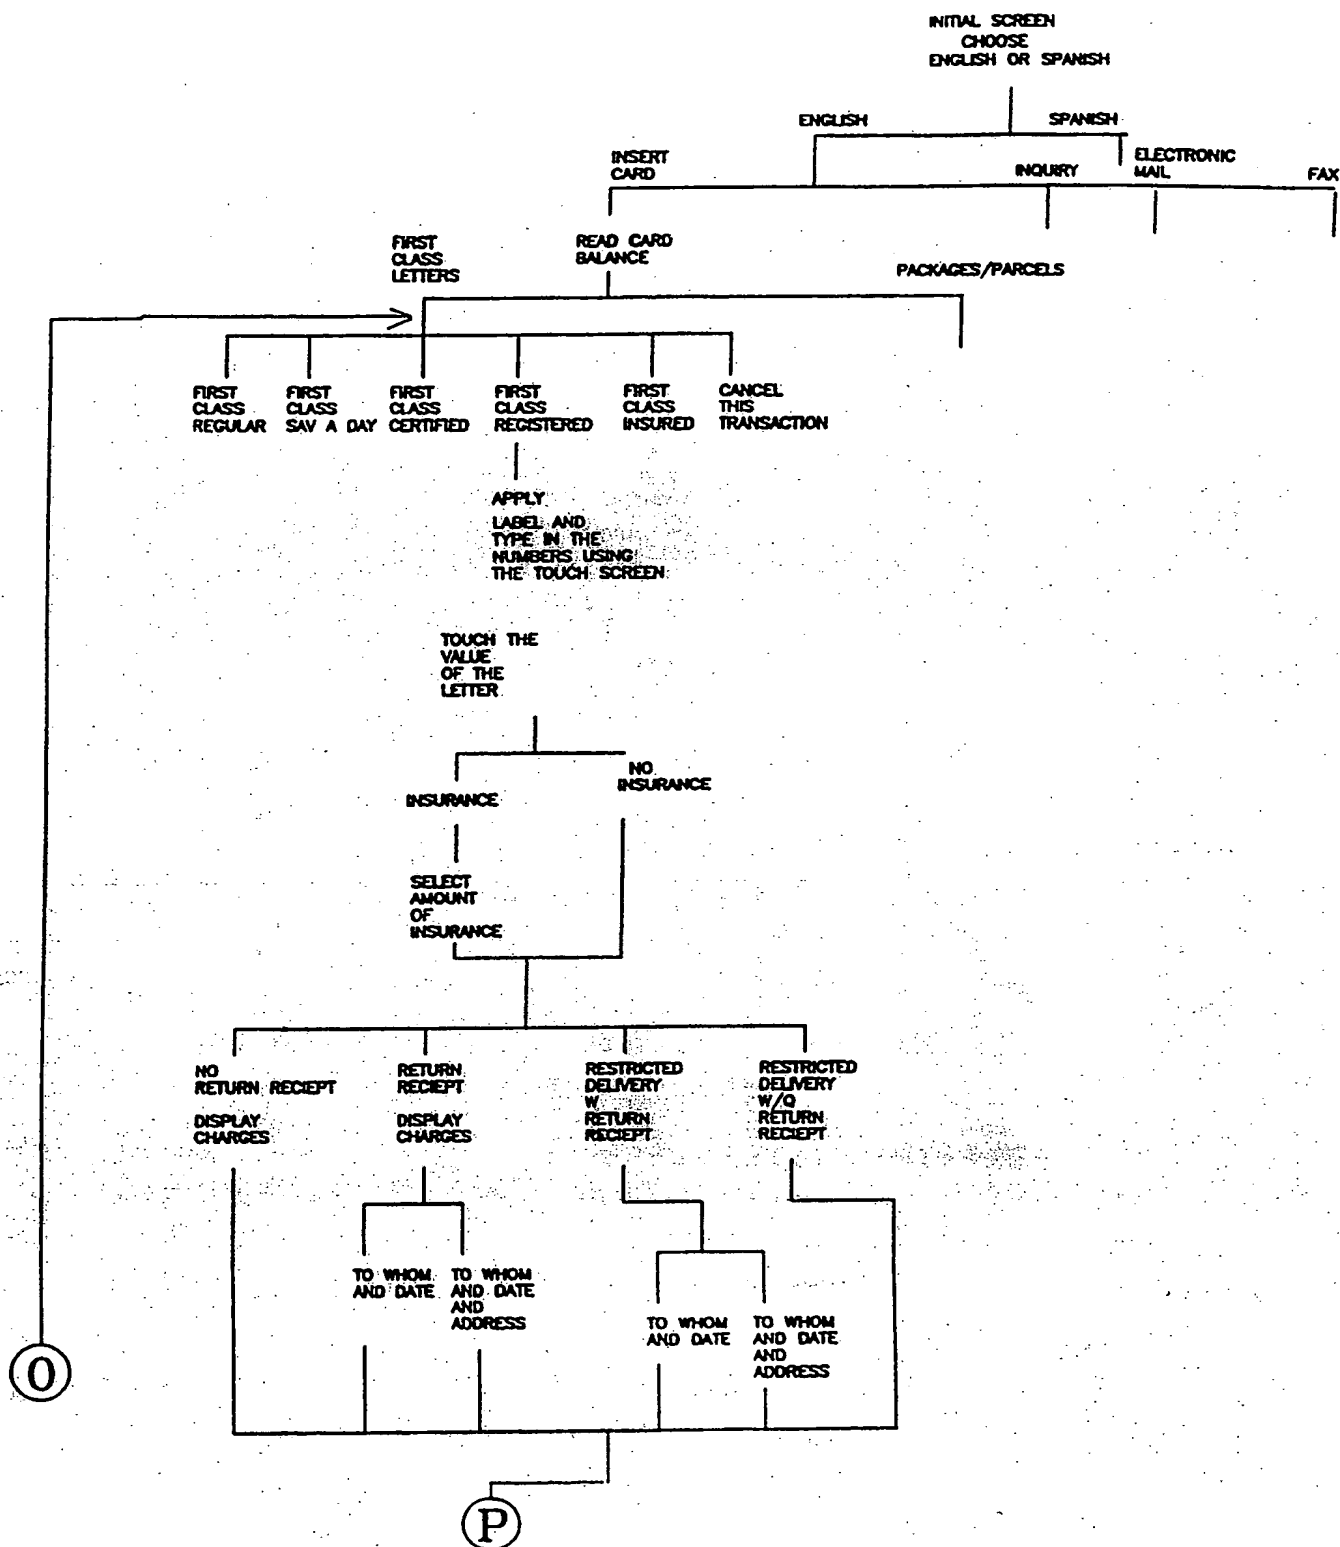 INITIAL SCREEN
CHOOSE
ENGLISH OR SPANISH
ENGLISH
SPANISH
INSERT
CARD
INQUIRY
ELECTRONIC
MAIL
FAX
FIRST
CLASS
LETTERS
READ CARD
BALANCE
PACKAGES/PARCELS
FIRST
CLASS
REGULAR
FIRST
CLASS
SAV A DAY
FIRST
CLASS
CERTIFIED
FIRST
CLASS
REGISTERED
FIRST
CLASS
INSURED
CANCEL
THIS
TRANSACTION
APPLY
LABEL AND
TYPE IN THE
NUMBERS USING
THE TOUCH SCREEN
TOUCH THE
VALUE
OF THE
LETTER
INSURANCE
NO
INSURANCE
SELECT
AMOUNT
OF
INSURANCE
NO
RETURN RECIEPT
DISPLAY
CHARGES
RETURN
RECIEPT
DISPLAY
CHARGES
RESTRICTED
DELIVERY
W
RETURN
RECIEPT
RESTRICTED
DELIVERY
W/O
RETURN
RECIEPT
TO WHOM
AND DATE
TO WHOM
AND DATE
AND
ADDRESS
TO WHOM
AND DATE
TO WHOM
AND DATE
AND
ADDRESS
O
P